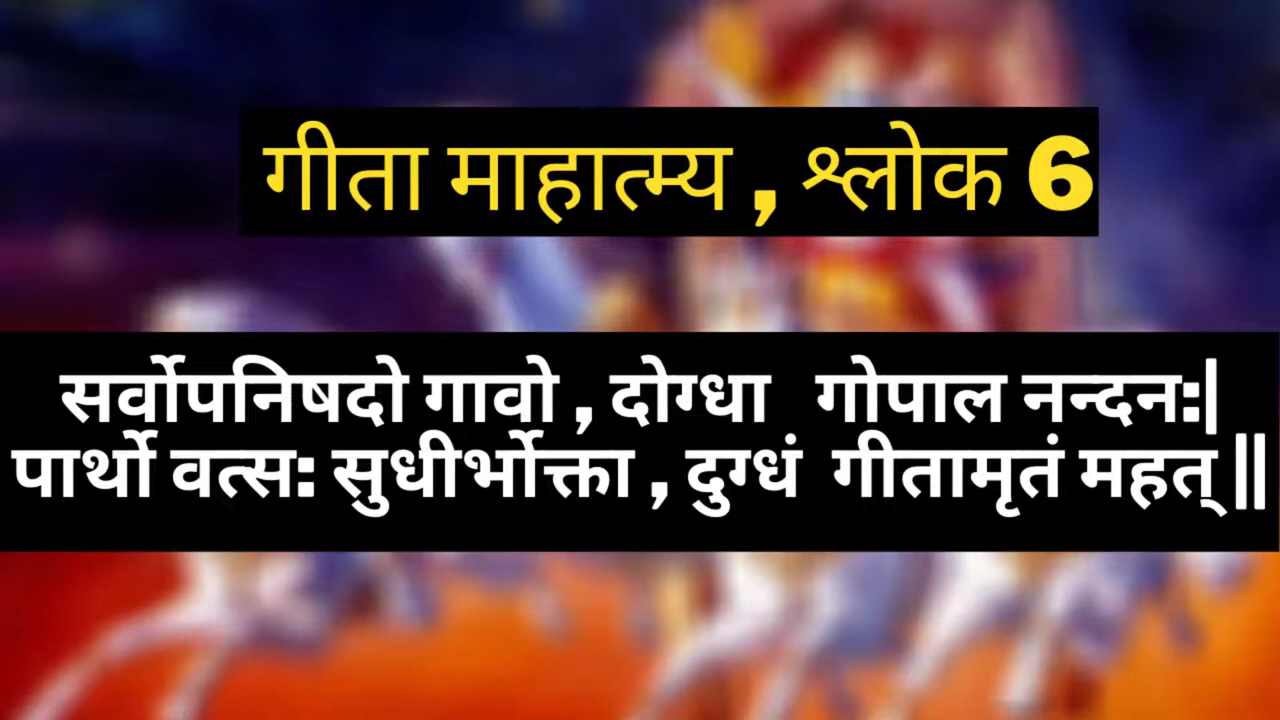 गीता माहात्म्य , श्लोक 6
सर्वोपनिषदो गावो , दोग्धा गोपाल नन्दन:|
पार्थो वत्स: सुधीर्भोक्ता , दुग्धं गीतामृतं महत् ||